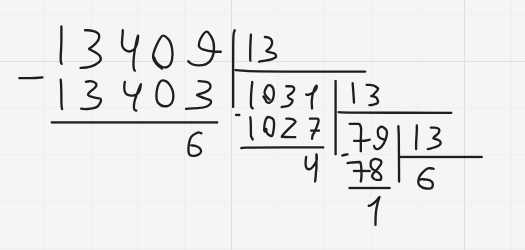 13409 | 13
- 13403 | 1031 | 13
- 1027 | 79 | 13
6 4 - 78 | 6
1